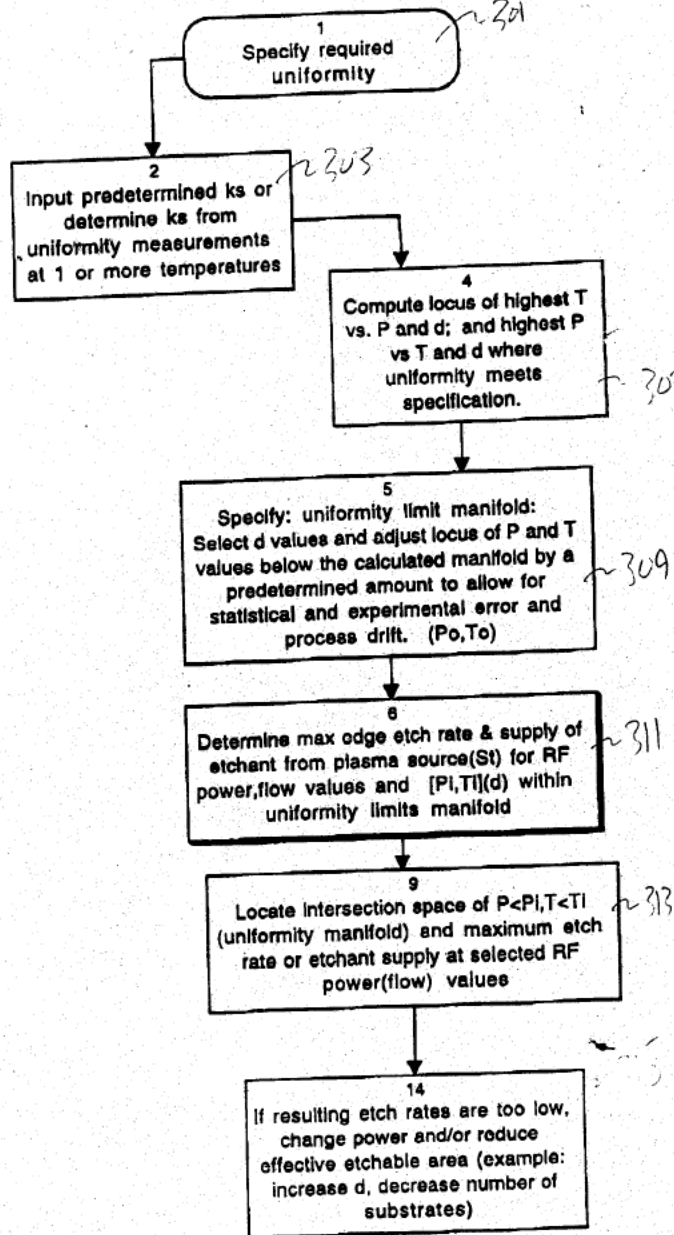 1
Specify required
uniformity
~301
2
Input predetermined ks or
determine ks from
uniformity measurements
at 1 or more temperatures
~303
4
Compute locus of highest T
vs. P and d; and highest P
vs T and d where
uniformity meets
specification.
5
Specify: uniformity limit manifold:
Select d values and adjust locus of P and T
values below the calculated manifold by a
predetermined amount to allow for
statistical and experimental error and
process drift. (Po,To)
~309
6
Determine max edge etch rate & supply of
etchant from plasma source(St) for RF
power,flow values and [Pi,Ti](d) within
uniformity limits manifold
~311
9
Locate intersection space of P<Pi,T<Ti
(uniformity manifold) and maximum etch
rate or etchant supply at selected RF
power(flow) values
~313
14
If resulting etch rates are too low,
change power and/or reduce
effective etchable area (example:
increase d, decrease number of
substrates)